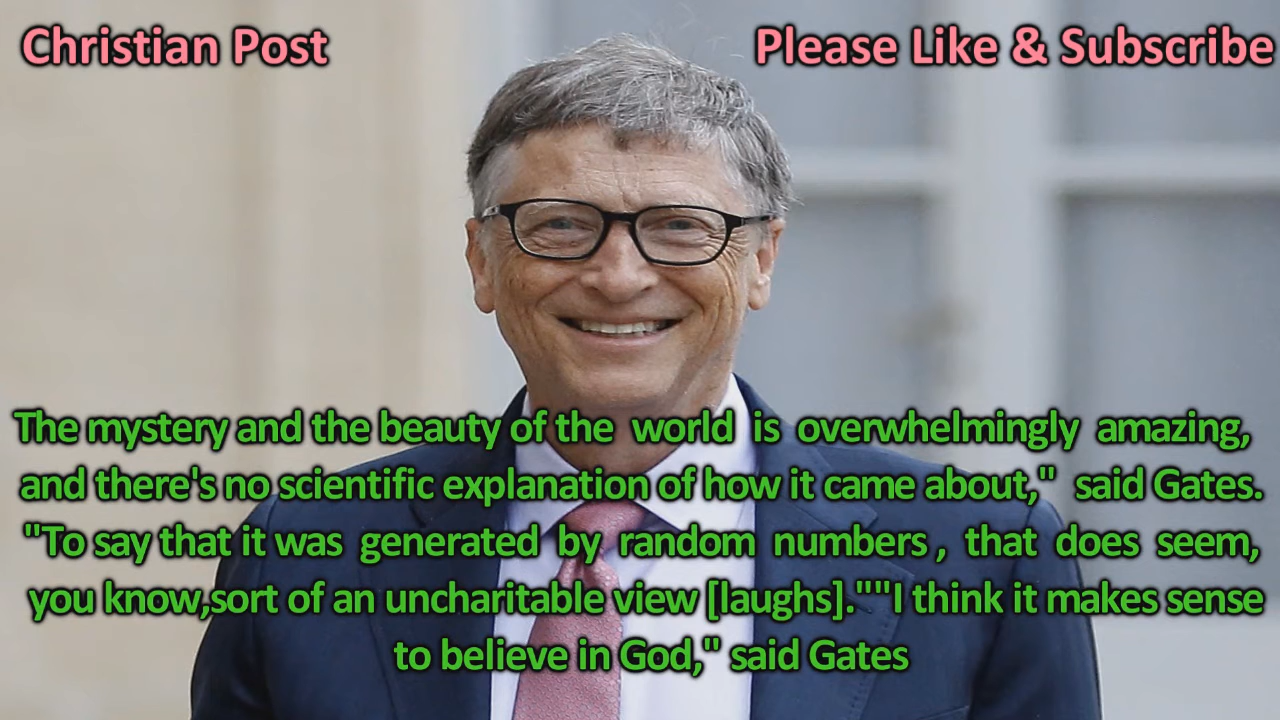 Christian Post
Please Like & Subscribe
The mystery and the beauty of the world is overwhelmingly amazing,
and there's no scientific explanation of how it came about," said Gates.
"To say that it was generated by random numbers , that does seem,
you know,sort of an uncharitable view [laughs].""I think it makes sense
to believe in God," said Gates